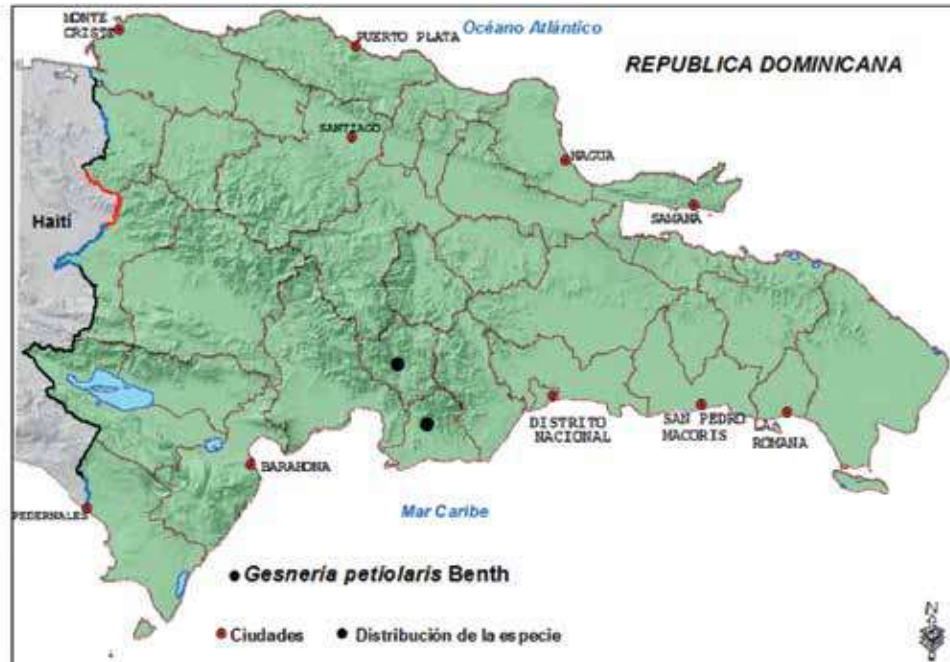 MONTE
CRISTI
PUERTO PLATA
Océano Atlántico
REPUBLICA DOMINICANA
SANTIAGO
NAGUA
SAMANA
Haití
DISTRITO
NACIONAL
SAN PEDRO
MACORIS
LA
ROMANA
BARAHONA
PEDERNALES
Mar Caribe
Gesneria petiolaris Benth
Ciudades
Distribución de la especie
N